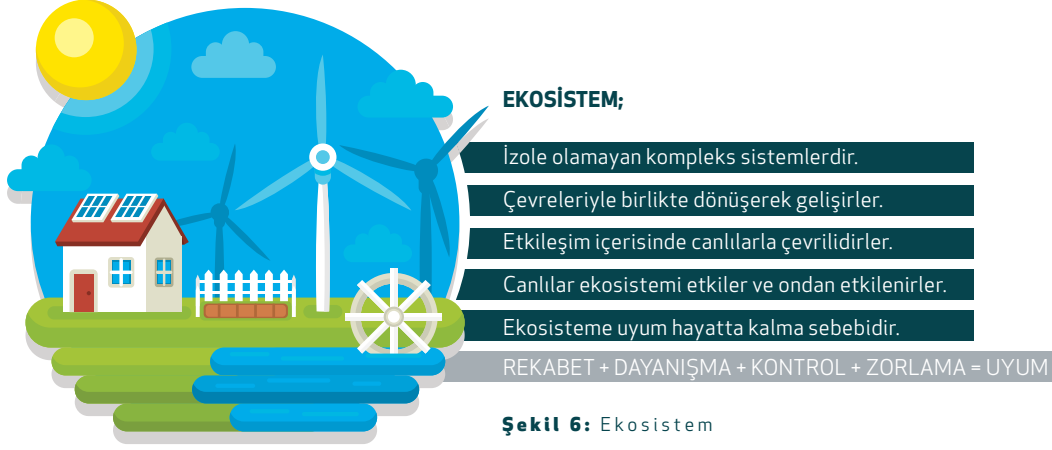 EKOSİSTEM;
İzole olamayan kompleks sistemlerdir.
Çevreleriyle birlikte dönüşerek gelişirler.
Etkileşim içerisinde canlılarla çevrilidirler.
Canlılar ekosistemi etkiler ve ondan etkilenirler.
Ekosisteme uyum hayatta kalma sebebidir.
REKABET + DAYANIŞMA + KONTROL + ZORLAMA = UYUM
Şekil 6: Ekosistem